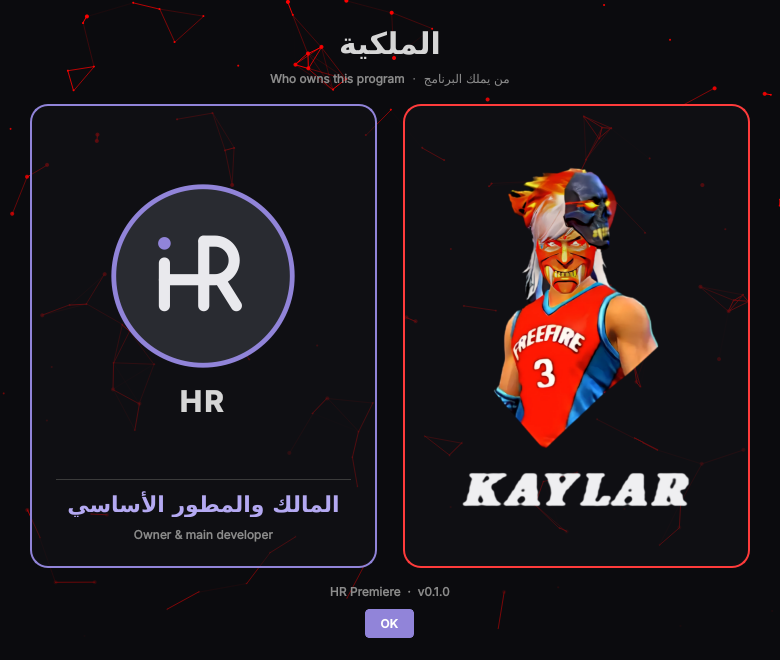 الملكية
Who owns this program · من يملك البرنامج
HR
HR
المالك والمطور الأساسي
Owner & main developer
FREEFIRE
3
KAYLAR
HR Premiere · v0.1.0
OK